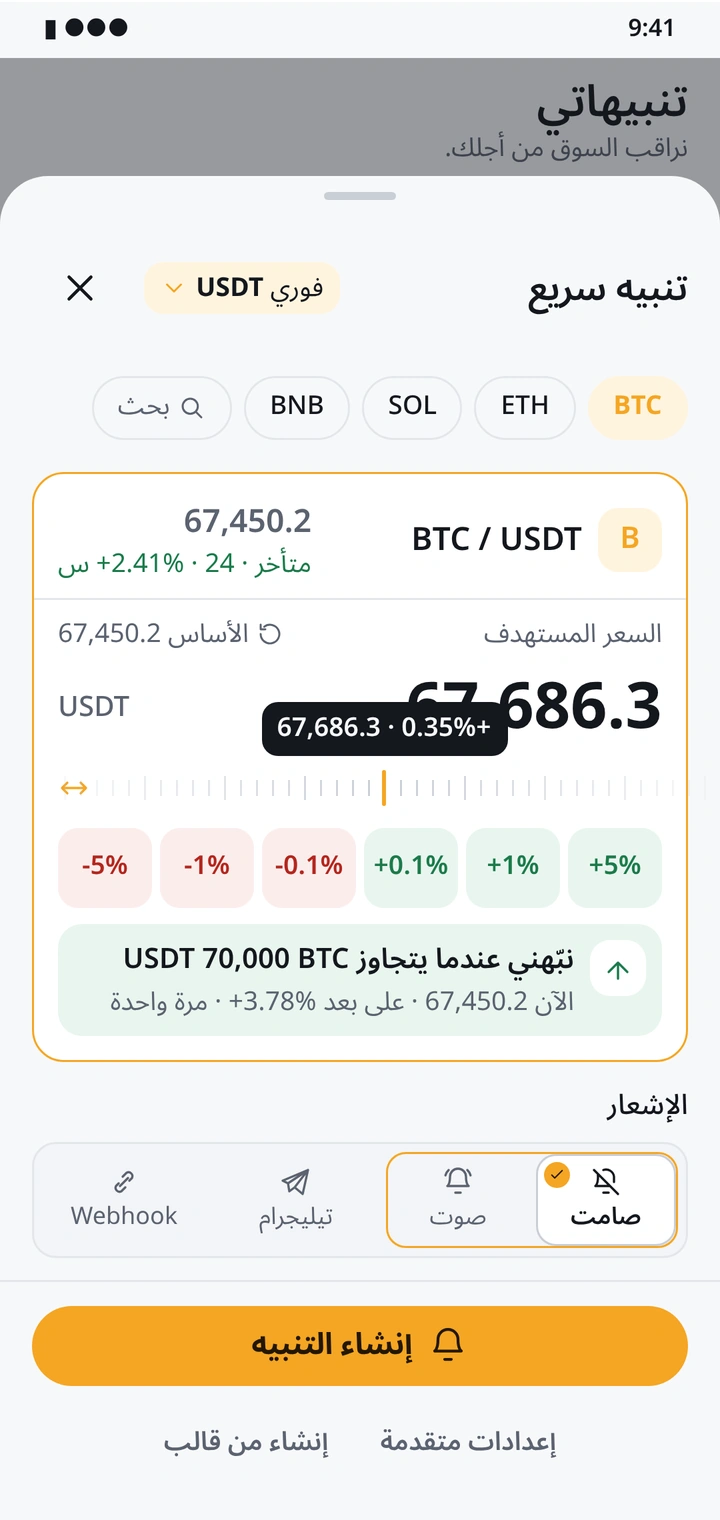 9:41
تنبيهاتي
نراقب السوق من أجلك.
تنبيه سريع
فوري USDT
BTC
ETH
SOL
BNB
بحث
B
BTC / USDT
67,450.2
متأخر · 24 · +2.41% س
السعر المستهدف
الأساس 67,450.2
67,686.3
USDT
67,686.3 · 0.35%+
+5%
+1%
+0.1%
-0.1%
-1%
-5%
نبّهني عندما يتجاوز USDT 70,000 BTC
الآن 67,450.2 · على بعد 3.78%+ · مرة واحدة
الإشعار
صامت
صوت
تيليجرام
Webhook
إنشاء التنبيه
إعدادات متقدمة
إنشاء من قالب